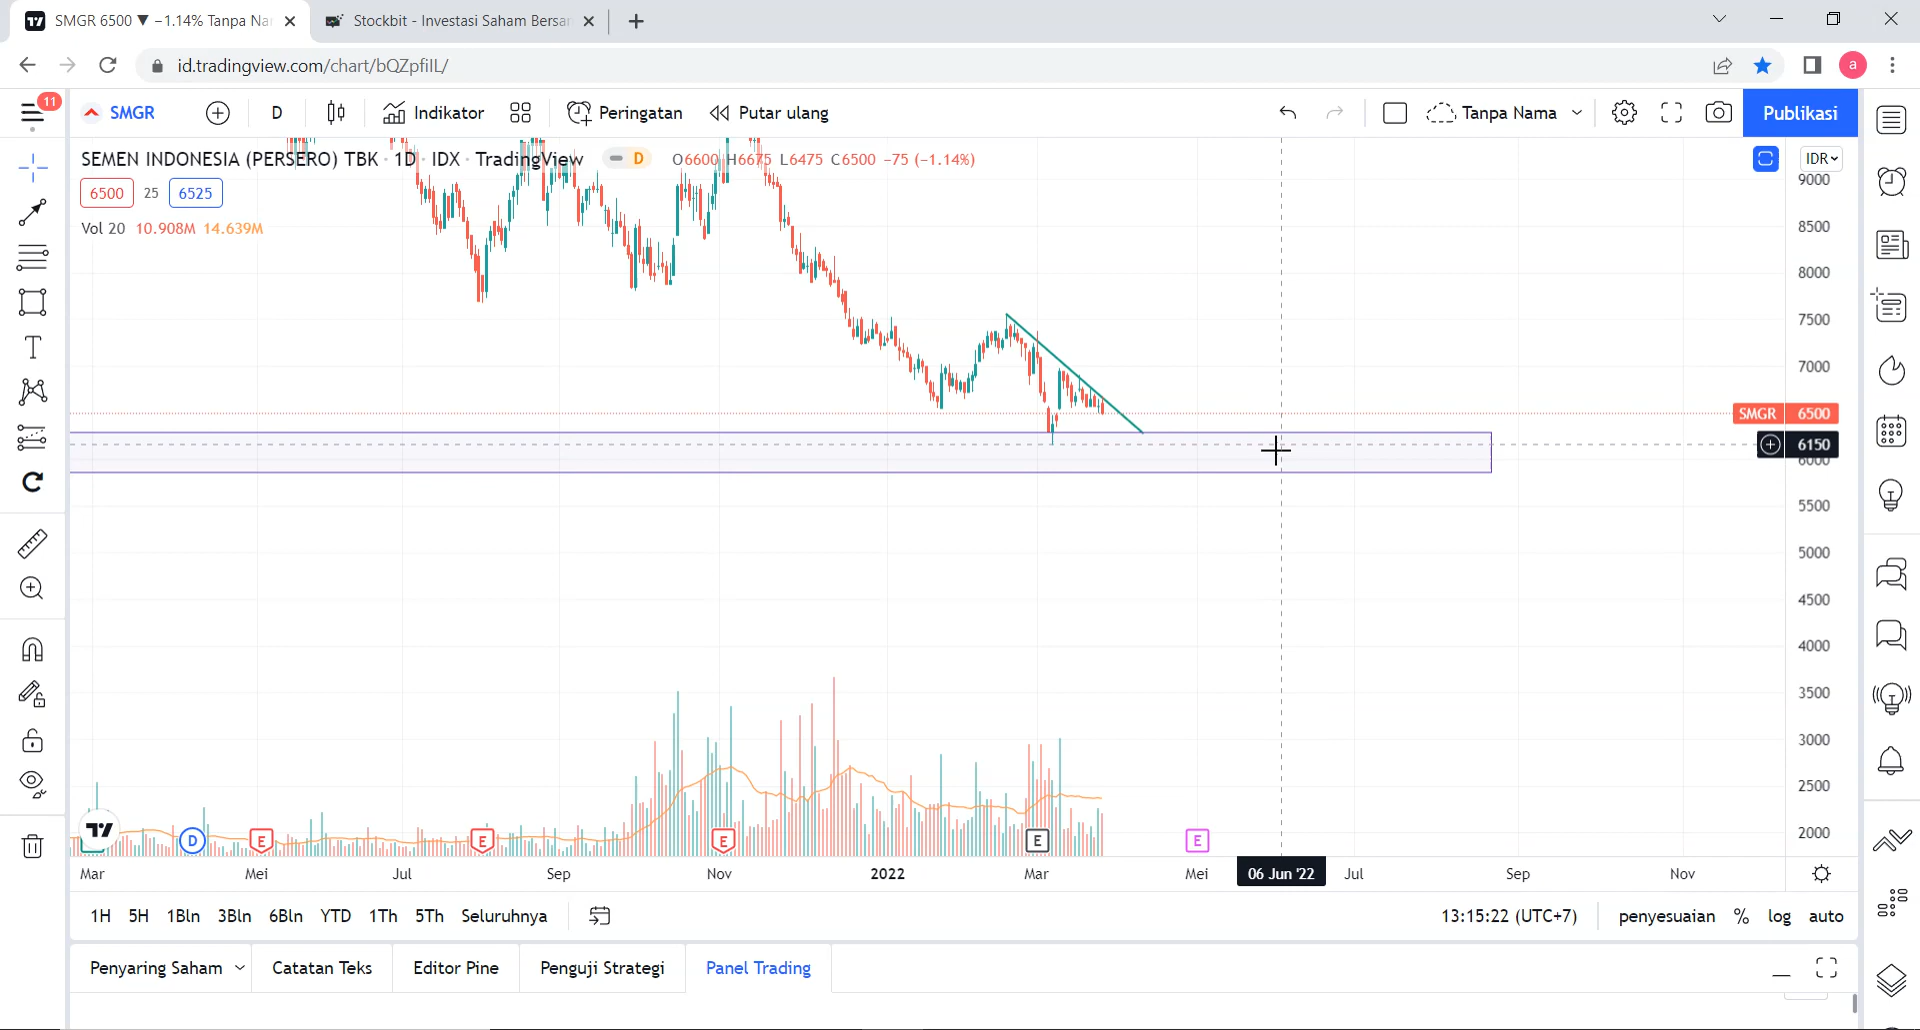 SMGR 6500 ▼ −1.14% Tanpa Na
Stockbit - Investasi Saham Bersam
id.tradingview.com/chart/bQZpfiIL/
a
11
SMGR
D
Indikator
Peringatan
Putar ulang
Tanpa Nama
Publikasi
SEMEN INDONESIA (PERSERO) TBK · 1D · IDX · TradingView
D
O6600 H6675 L6475 C6500 −75 (−1.14%)
IDR
6500
25
6525
Vol 20 10.908M 14.639M
9000
8500
8000
7500
7000
SMGR 6500
6150
6000
5500
5000
4500
4000
3500
3000
2500
2000
D
E
E
E
E
E
Mar
Mei
Jul
Sep
Nov
2022
Mar
Mei
06 Jun '22
Jul
Sep
Nov
1H 5H 1Bln 3Bln 6Bln YTD 1Th 5Th Seluruhnya
13:15:22 (UTC+7)
penyesuaian % log auto
Penyaring Saham
Catatan Teks
Editor Pine
Penguji Strategi
Panel Trading